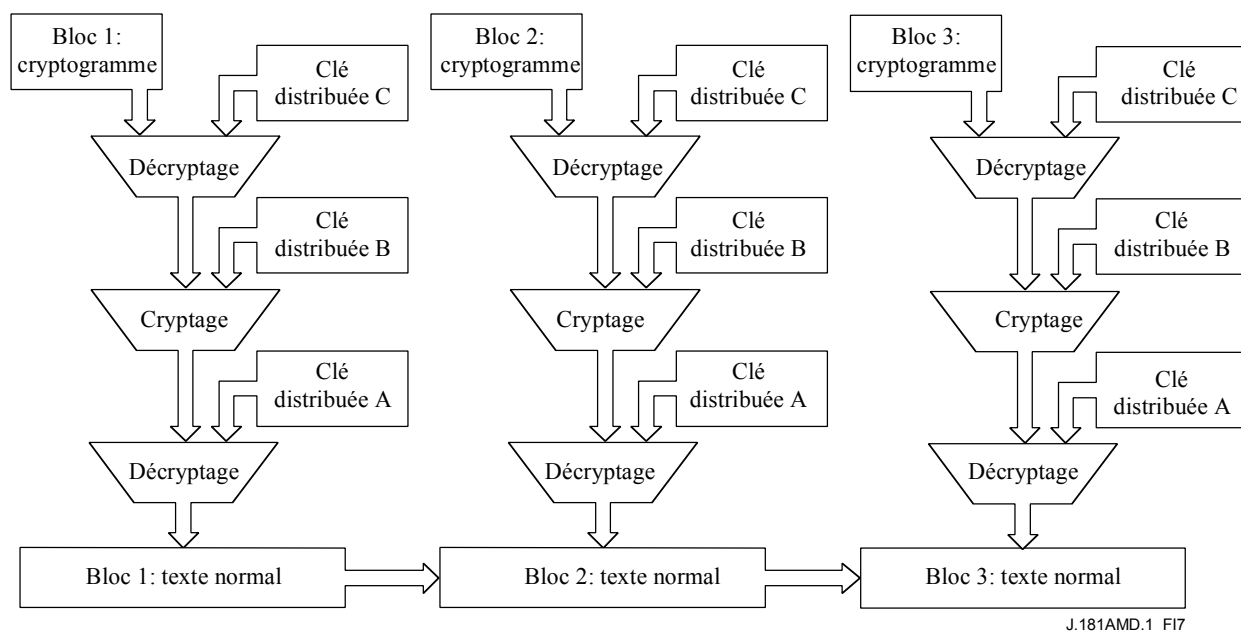 Bloc 1:
cryptogramme
Clé
distribuée C
Décryptage
Clé
distribuée B
Cryptage
Clé
distribuée A
Décryptage
Bloc 1: texte normal
Bloc 2:
cryptogramme
Clé
distribuée C
Décryptage
Clé
distribuée B
Cryptage
Clé
distribuée A
Décryptage
Bloc 2: texte normal
Bloc 3:
cryptogramme
Clé
distribuée C
Décryptage
Clé
distribuée B
Cryptage
Clé
distribuée A
Décryptage
Bloc 3: texte normal
J.181AMD.1_FI7